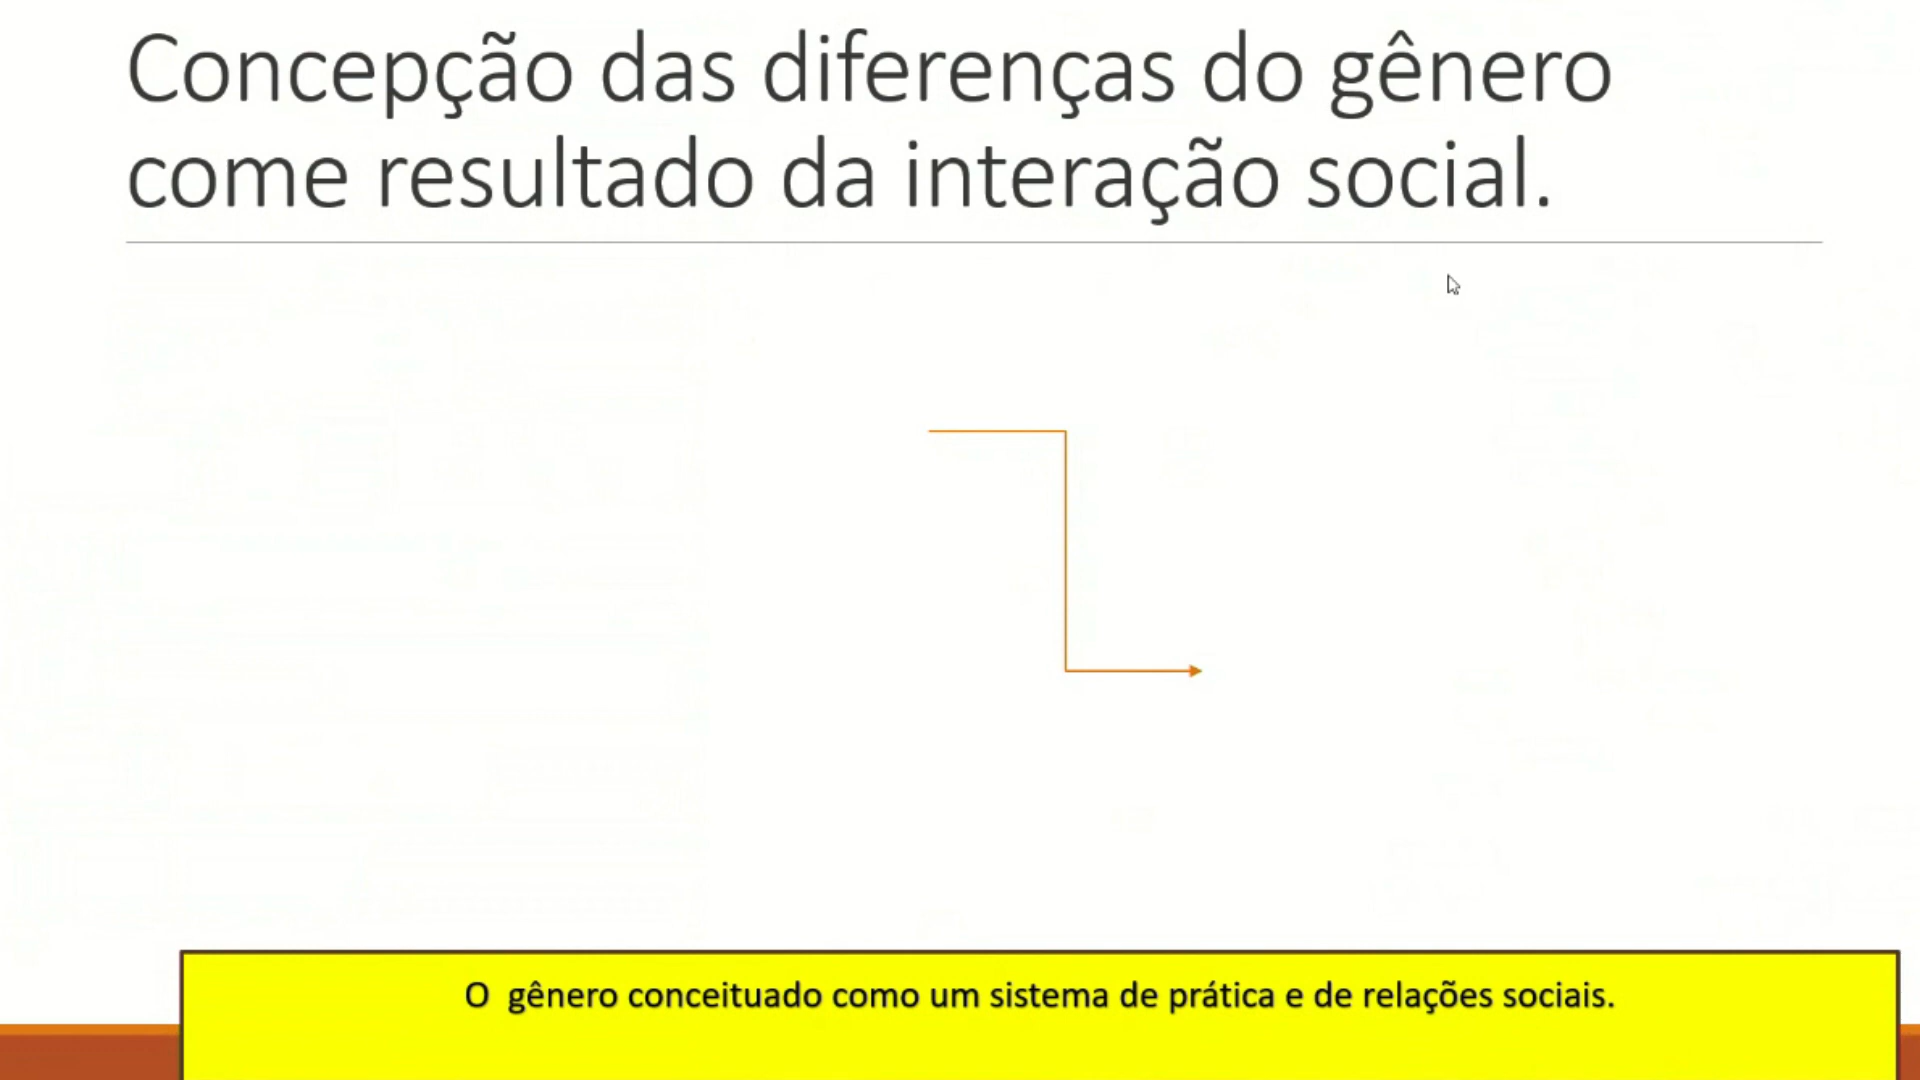 Concepção das diferenças do gênero
come resultado da interação social.
O  gênero conceituado como um sistema de prática e de relações sociais.